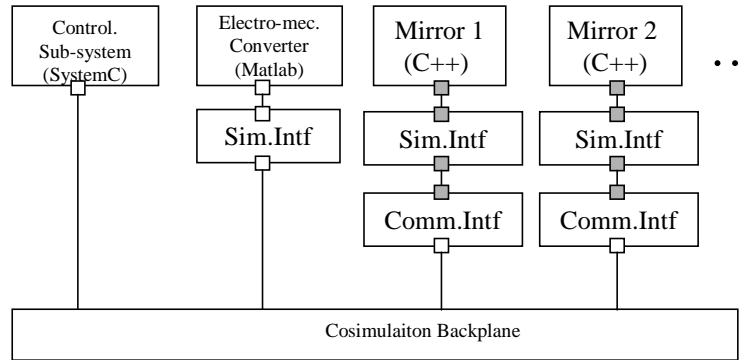 Control.
Sub-system
(SystemC)
Electro-mec.
Converter
(Matlab)
Mirror 1
(C++)
Mirror 2
(C++)
. .
Sim.Intf
Sim.Intf
Sim.Intf
Comm.Intf
Comm.Intf
Cosimulaiton Backplane